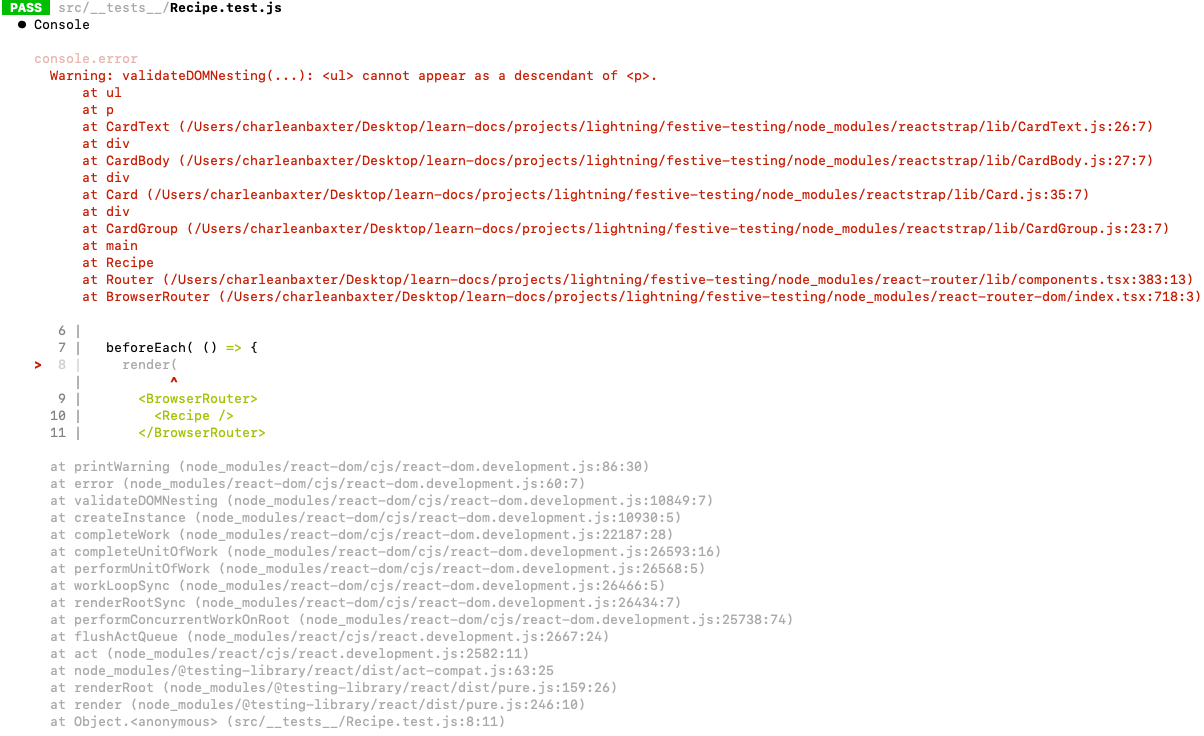 PASS src/__tests__/Recipe.test.js
● Console
console.error
Warning: validateDOMNesting(...): <ul> cannot appear as a descendant of <p>.
at ul
at p
at CardText (/Users/charleanbaxter/Desktop/learn-docs/projects/lightning/festive-testing/node_modules/reactstrap/lib/CardText.js:26:7)
at div
at CardBody (/Users/charleanbaxter/Desktop/learn-docs/projects/lightning/festive-testing/node_modules/reactstrap/lib/CardBody.js:27:7)
at div
at Card (/Users/charleanbaxter/Desktop/learn-docs/projects/lightning/festive-testing/node_modules/reactstrap/lib/Card.js:35:7)
at div
at CardGroup (/Users/charleanbaxter/Desktop/learn-docs/projects/lightning/festive-testing/node_modules/reactstrap/lib/CardGroup.js:23:7)
at main
at Recipe
at Router (/Users/charleanbaxter/Desktop/learn-docs/projects/lightning/festive-testing/node_modules/react-router/lib/components.tsx:383:13)
at BrowserRouter (/Users/charleanbaxter/Desktop/learn-docs/projects/lightning/festive-testing/node_modules/react-router-dom/index.tsx:718:3)
6 |
7 | beforeEach( () => {
> 8 | render(
| ^
9 | <BrowserRouter>
10 | <Recipe />
11 | </BrowserRouter>
at printWarning (node_modules/react-dom/cjs/react-dom.development.js:86:30)
at error (node_modules/react-dom/cjs/react-dom.development.js:60:7)
at validateDOMNesting (node_modules/react-dom/cjs/react-dom.development.js:10849:7)
at createInstance (node_modules/react-dom/cjs/react-dom.development.js:10930:5)
at completeWork (node_modules/react-dom/cjs/react-dom.development.js:22187:28)
at completeUnitOfWork (node_modules/react-dom/cjs/react-dom.development.js:26593:16)
at performUnitOfWork (node_modules/react-dom/cjs/react-dom.development.js:26568:5)
at workLoopSync (node_modules/react-dom/cjs/react-dom.development.js:26466:5)
at renderRootSync (node_modules/react-dom/cjs/react-dom.development.js:26434:7)
at performConcurrentWorkOnRoot (node_modules/react-dom/cjs/react-dom.development.js:25738:74)
at flushActQueue (node_modules/react/cjs/react.development.js:2667:24)
at act (node_modules/react/cjs/react.development.js:2582:11)
at node_modules/@testing-library/react/dist/act-compat.js:63:25
at renderRoot (node_modules/@testing-library/react/dist/pure.js:159:26)
at render (node_modules/@testing-library/react/dist/pure.js:246:10)
at Object.<anonymous> (src/__tests__/Recipe.test.js:8:11)